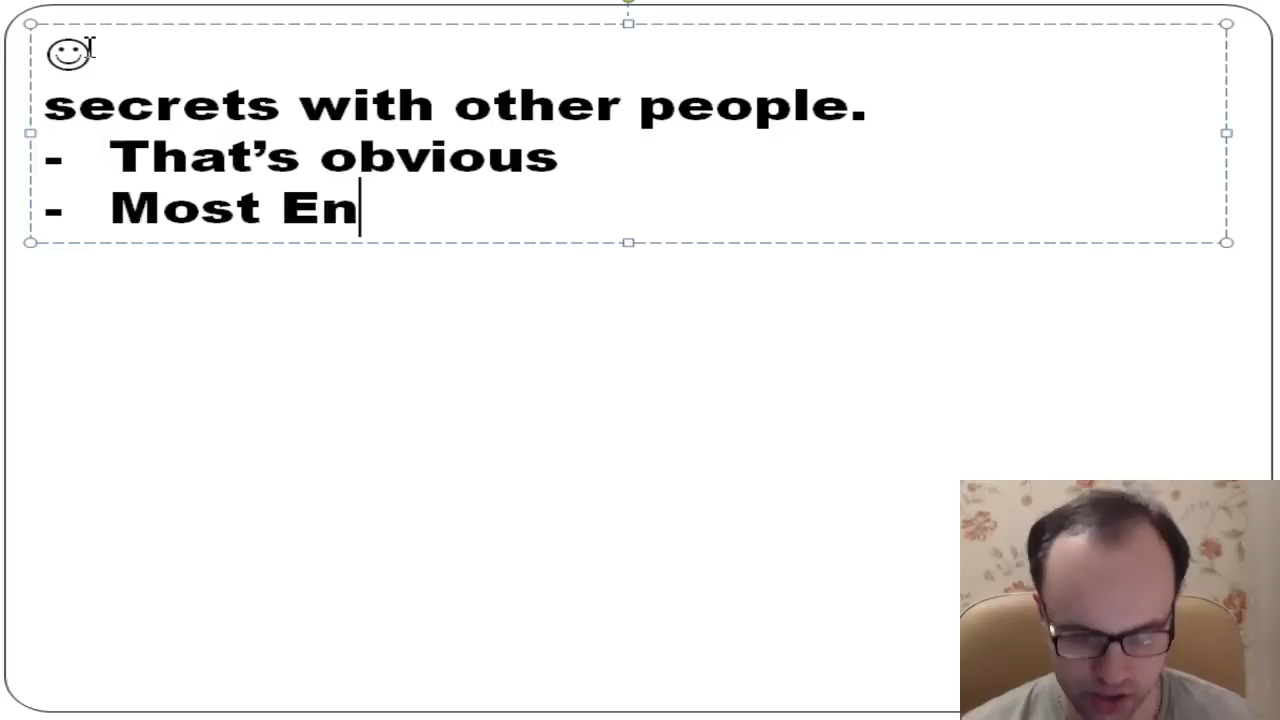 ☺
secrets with other people.
- That’s obvious
- Most En